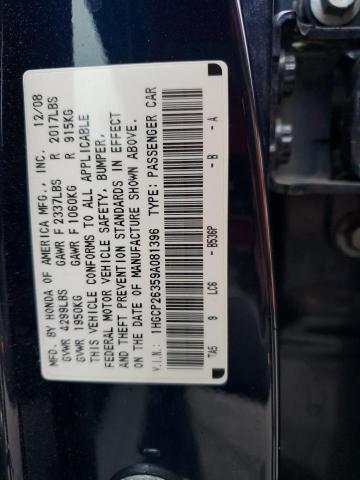 MFD. BY HONDA OF AMERICA MFG., INC. 12/08
GVWR 4299LBS GAWR F 2337LBS R 2017LBS
GVWR 1950KG GAWR F 1060KG R 915KG
THIS VEHICLE CONFORMS TO ALL APPLICABLE
FEDERAL MOTOR VEHICLE SAFETY, BUMPER,
AND THEFT PREVENTION STANDARDS IN EFFECT
ON THE DATE OF MANUFACTURE SHOWN ABOVE.
V.I.N.: 1HGCP26359A081396 TYPE: PASSENGER CAR
TA5 9 LC6 B536P - B - A